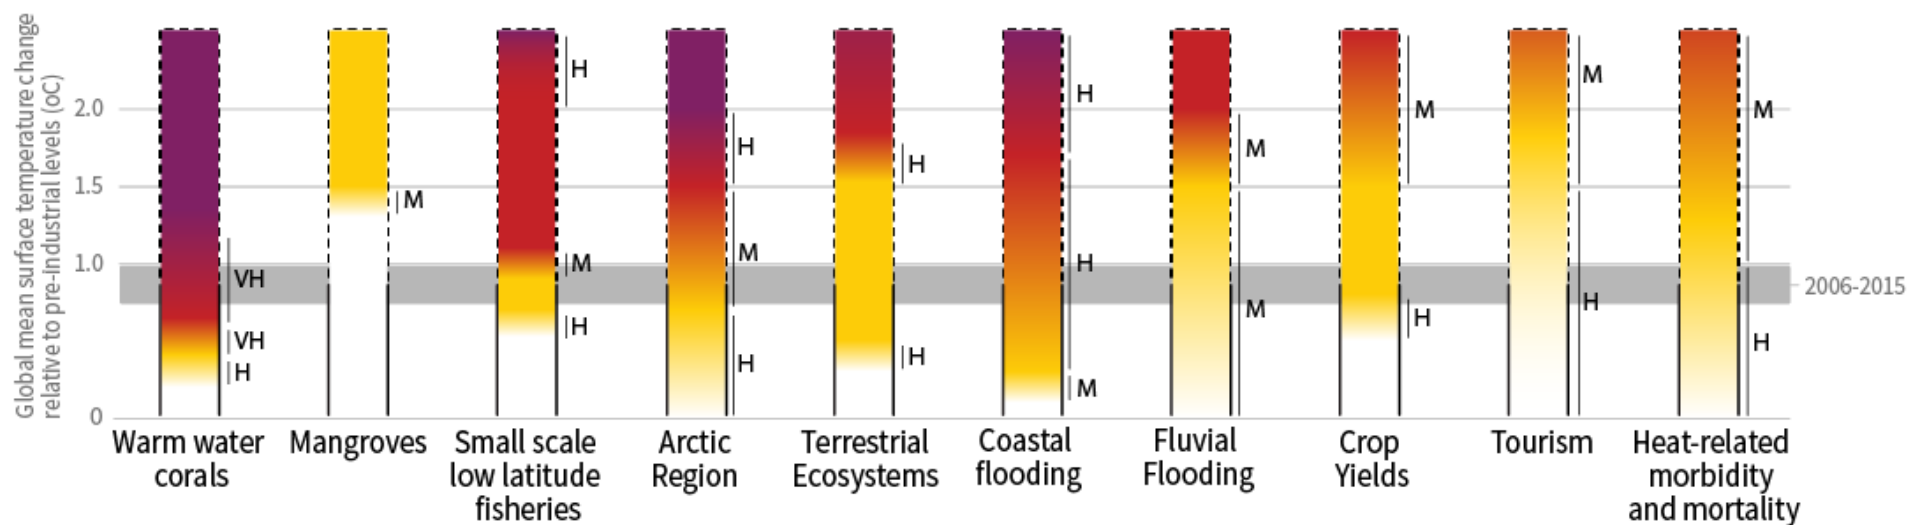 Global mean surface temperature change
relative to pre-industrial levels (oC)
2.0
1.5
1.0
0
VH
VH
H
M
H
M
H
H
M
H
H
H
H
H
M
M
M
M
H
M
H
M
H
2006-2015
Warm water
corals
Mangroves
Small scale
low latitude
fisheries
Arctic
Region
Terrestrial
Ecosystems
Coastal
flooding
Fluvial
Flooding
Crop
Yields
Tourism
Heat-related
morbidity
and mortality